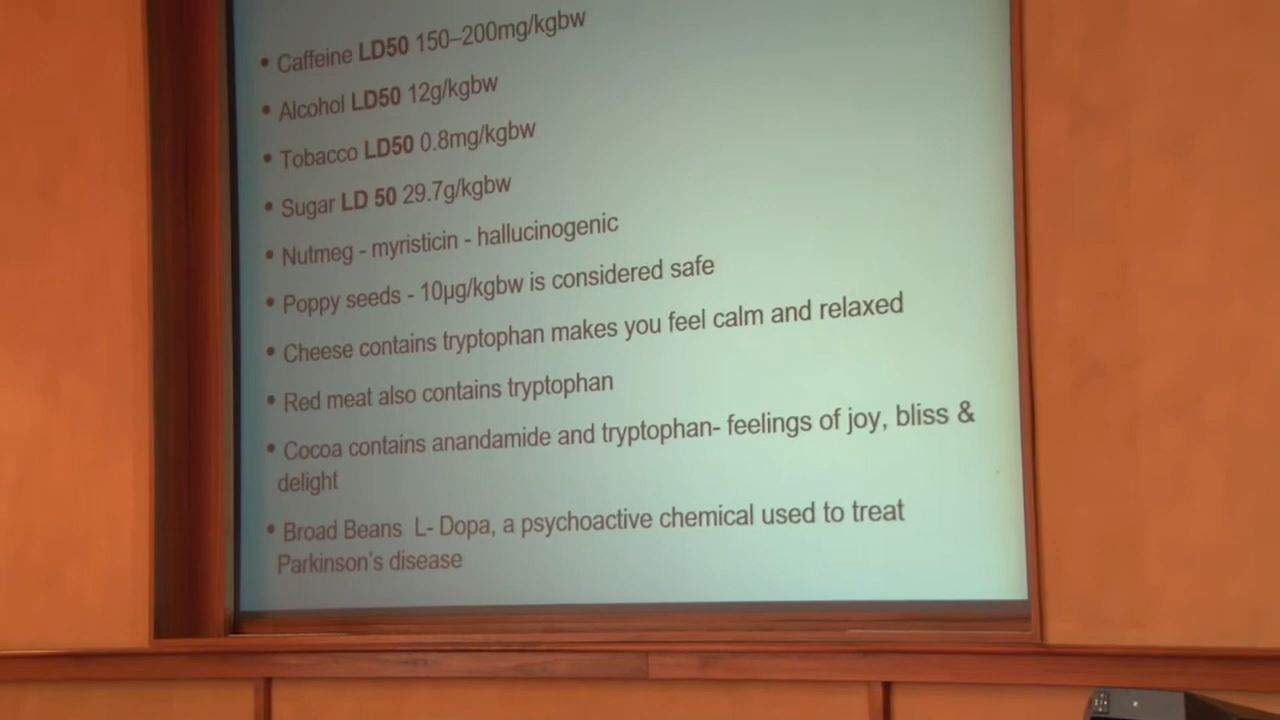 • Caffeine LD50 150–200mg/kgbw
• Alcohol LD50 12g/kgbw
• Tobacco LD50 0.8mg/kgbw
• Sugar LD 50 29.7g/kgbw
• Nutmeg - myristicin - hallucinogenic
• Poppy seeds - 10µg/kgbw is considered safe
• Cheese contains tryptophan makes you feel calm and relaxed
• Red meat also contains tryptophan
• Cocoa contains anandamide and tryptophan- feelings of joy, bliss &
delight
• Broad Beans L- Dopa, a psychoactive chemical used to treat
Parkinson's disease